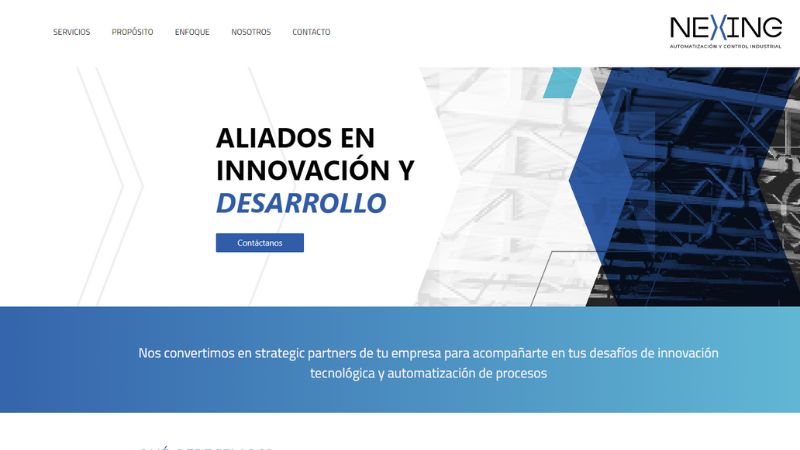 SERVICIOS PROPÓSITO ENFOQUE NOSOTROS CONTACTO
NEXING
AUTOMATIZACIÓN Y CONTROL INDUSTRIAL
ALIADOS EN
INNOVACIÓN Y
DESARROLLO
Contáctanos
Nos convertimos en strategic partners de tu empresa para acompañarte en tus desafíos de innovación
tecnológica y automatización de procesos